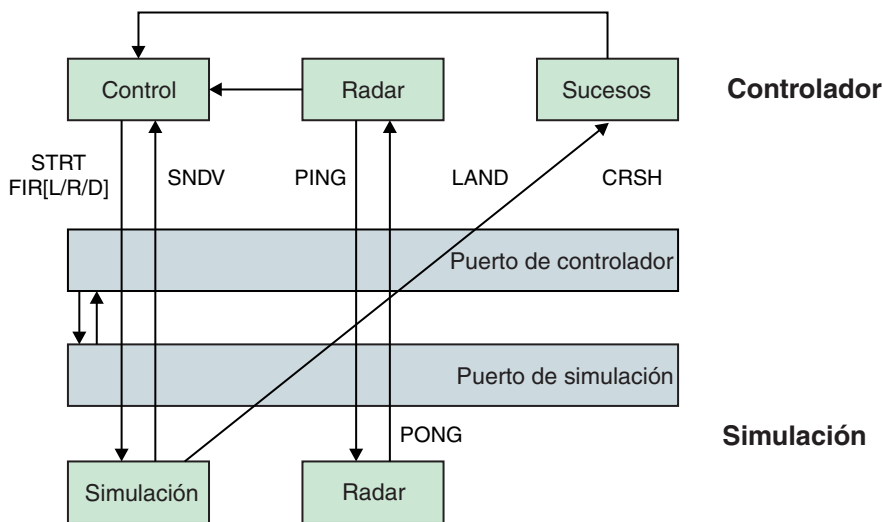 Control
Radar
Sucesos
Controlador
STRT
FIR[L/R/D]
SNDV
PING
LAND
CRSH
Puerto de controlador
Puerto de simulación
PONG
Simulación
Simulación
Radar